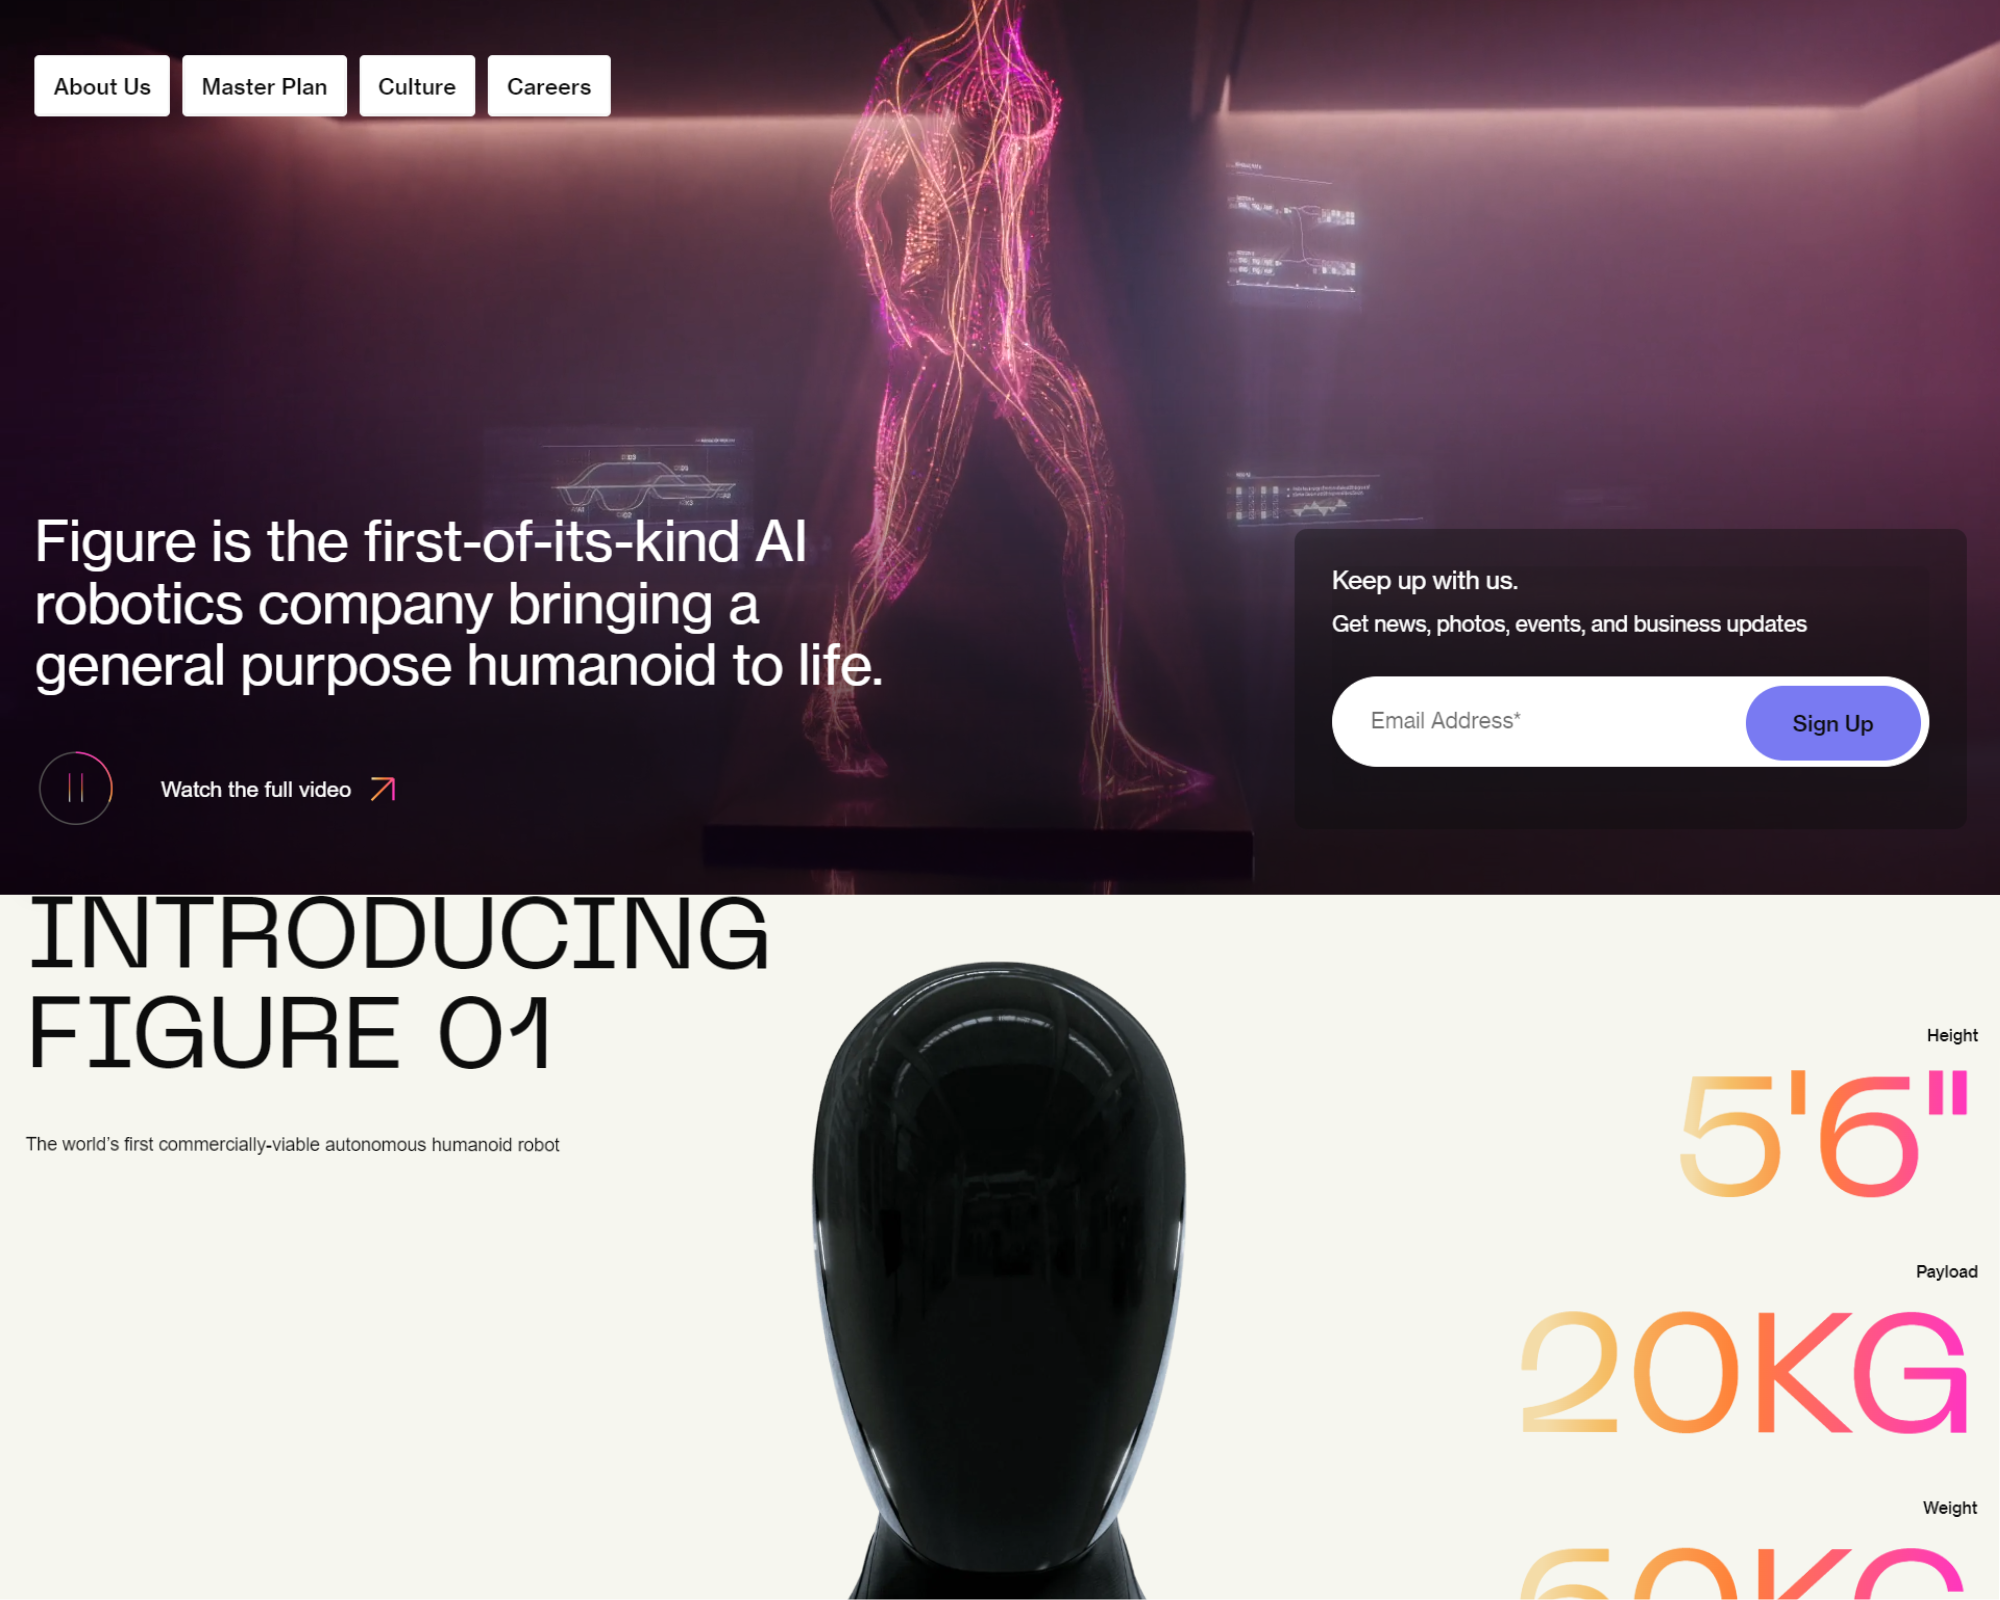 About Us
Master Plan
Culture
Careers
Figure is the first-of-its-kind AI
robotics company bringing a
general purpose humanoid to life.
Watch the full video
Keep up with us.
Get news, photos, events, and business updates
Email Address*
Sign Up
INTRODUCING
FIGURE 01
The world’s first commercially-viable autonomous humanoid robot
Height
5'6"
Payload
20KG
Weight
60KG